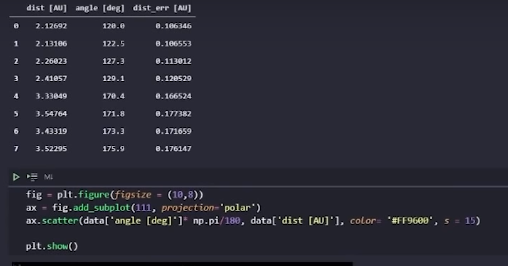 dist [AU] angle [deg] dist_err [AU]
0 2.12692 120.0 0.106346
1 2.13106 122.5 0.106553
2 2.26023 127.3 0.113012
3 2.41057 129.1 0.120529
4 3.33049 170.4 0.166524
5 3.54764 171.8 0.177382
6 3.43319 173.3 0.171659
7 3.52295 175.9 0.176147
M↓
fig = plt.figure(figsize = (10,8))
ax = fig.add_subplot(111, projection='polar')
ax.scatter(data['angle [deg]']* np.pi/180, data['dist [AU]'], color= '#FF9600', s = 15)
plt.show()